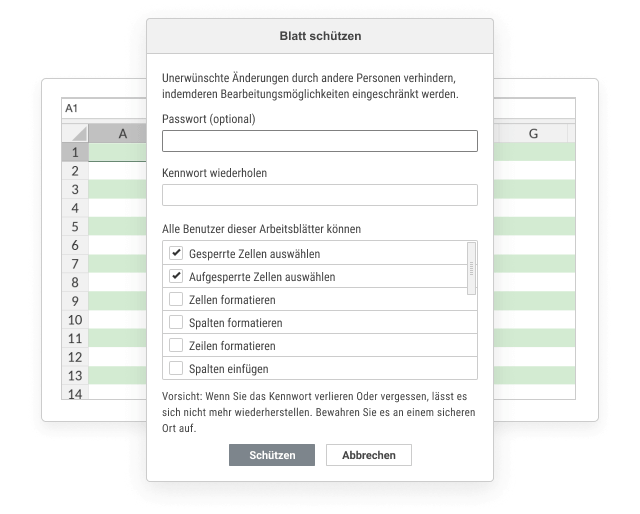 Blatt schützen
Unerwünschte Änderungen durch andere Personen verhindern,
indemderen Bearbeitungsmöglichkeiten eingeschränkt werden.
Passwort (optional)
Kennwort wiederholen
Alle Benutzer dieser Arbeitsblätter können
Gesperrte Zellen auswählen
Aufgesperrte Zellen auswählen
Zellen formatieren
Spalten formatieren
Zeilen formatieren
Spalten einfügen
Vorsicht: Wenn Sie das Kennwort verlieren Oder vergessen, lässt es
sich nicht mehr wiederherstellen. Bewahren Sie es an einem sicheren
Ort auf.
Schützen Abbrechen
A1
A G
1
2
3
4
5
6
7
8
9
10
11
12
13
14